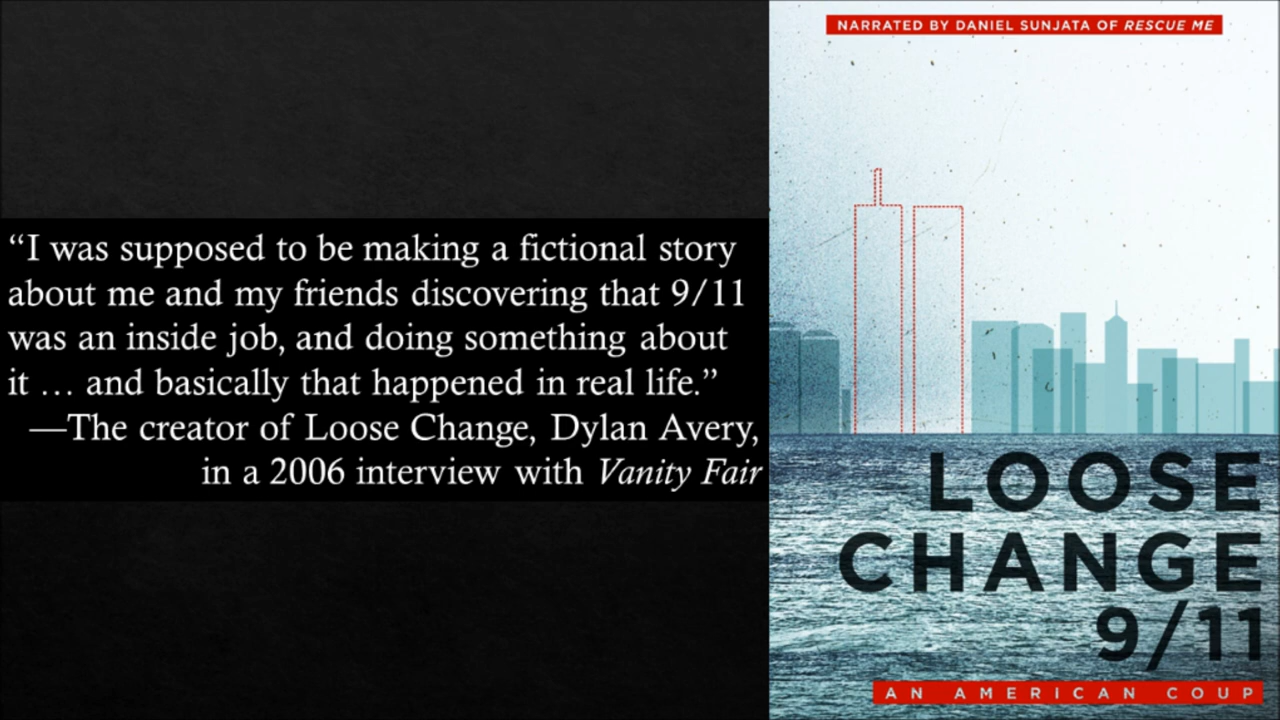 “I was supposed to be making a fictional story
about me and my friends discovering that 9/11
was an inside job, and doing something about
it … and basically that happened in real life.”
—The creator of Loose Change, Dylan Avery,
in a 2006 interview with Vanity Fair
NARRATED BY DANIEL SUNJATA OF RESCUE ME
LOOSE
CHANGE
9/11
AN AMERICAN COUP